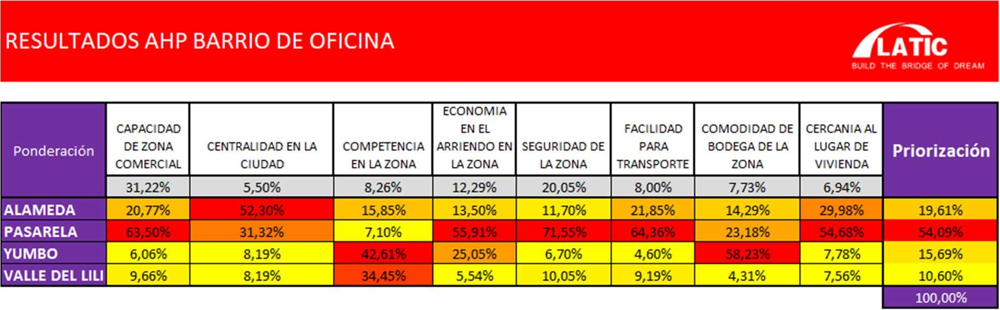 RESULTADOS AHP BARRIO DE OFICINA
LATIC
BUILD THE BRIDGE OF DREAM
Ponderación
CAPACIDAD
DE ZONA
COMERCIAL
CENTRALIDAD EN LA
CIUDAD
COMPETENCIA
EN LA ZONA
ECONOMIA
EN EL
ARRIENDO EN
LA ZONA
SEGURIDAD DE
LA ZONA
FACILIDAD
PARA
TRANSPORTE
COMODIDAD DE
BODEGA DE LA
ZONA
CERCANIA AL
LUGAR DE
VIVIENDA
Priorización
31,22% 5,50% 8,26% 12,29% 20,05% 8,00% 7,73% 6,94%
ALAMEDA 20,77% 52,30% 15,85% 13,50% 11,70% 21,85% 14,29% 29,98% 19,61%
PASARELA 63,50% 31,32% 7,10% 55,91% 71,55% 64,36% 23,18% 54,68% 54,09%
YUMBO 6,06% 8,19% 42,61% 25,05% 6,70% 4,60% 58,23% 7,78% 15,69%
VALLE DEL LILI 9,66% 8,19% 34,45% 5,54% 10,05% 9,19% 4,31% 7,56% 10,60%
100,00%